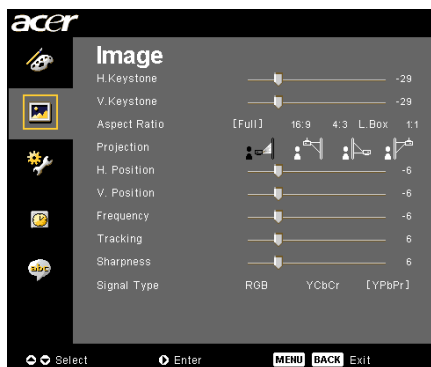 acer
Image
H.Keystone -29
V.Keystone -29
Aspect Ratio [Full] 16:9 4:3 L.Box 1:1
Projection
H. Position -6
V. Position -6
Frequency -6
Tracking 6
Sharpness 6
Signal Type RGB YCbCr [YPbPr]
abc
Select Enter MENU BACK Exit